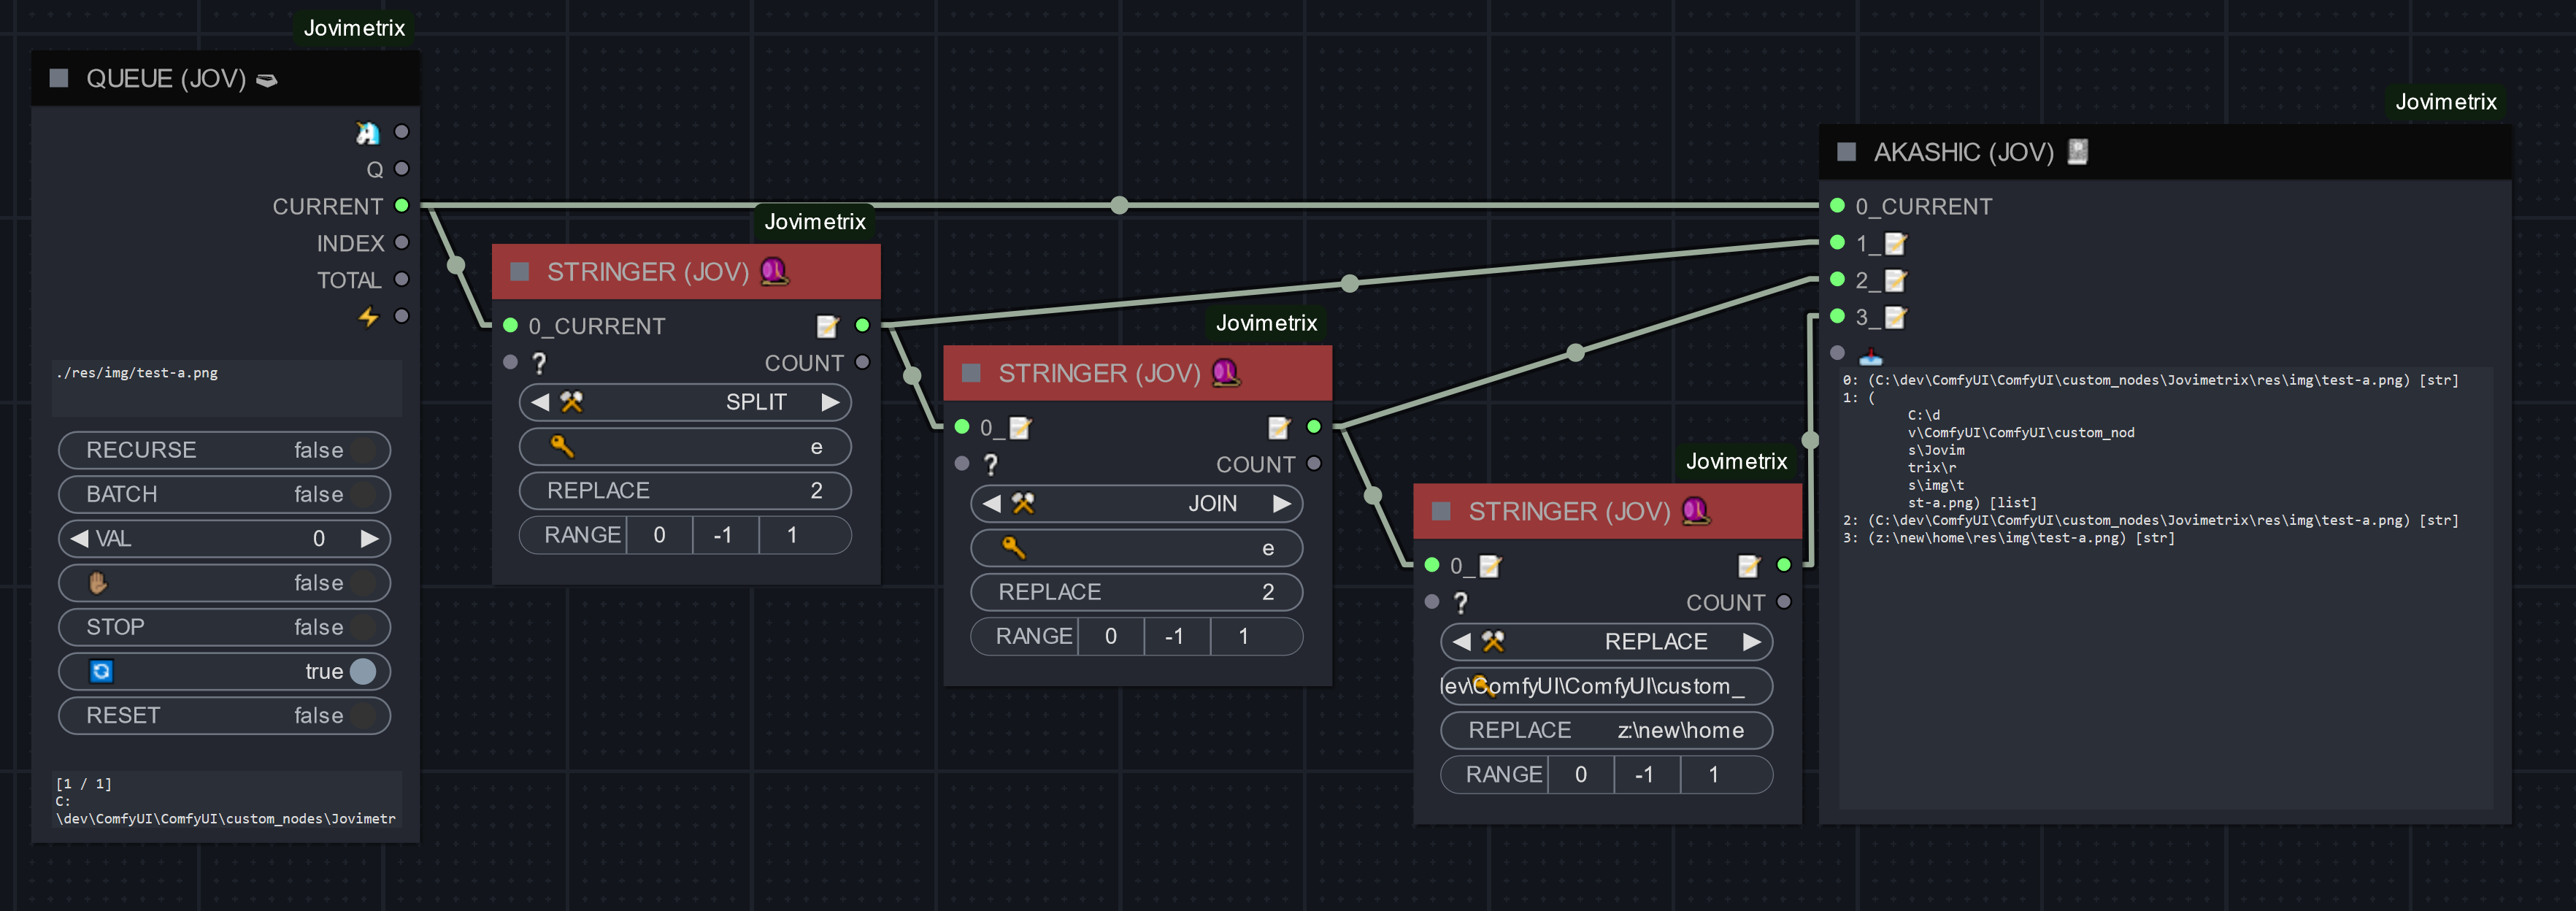 Jovimetrix
QUEUE (JOV)
Q
CURRENT
INDEX
TOTAL
./res/img/test-a.png
RECURSE false
BATCH false
VAL 0
false
STOP false
true
RESET false
[1 / 1]
C:
\dev\ComfyUI\ComfyUI\custom_nodes\Jovimetr
Jovimetrix
STRINGER (JOV)
0_CURRENT
? COUNT
SPLIT
e
REPLACE 2
RANGE 0 -1 1
Jovimetrix
STRINGER (JOV)
0_
? COUNT
JOIN
e
REPLACE 2
RANGE 0 -1 1
Jovimetrix
STRINGER (JOV)
0_
? COUNT
REPLACE
ev\ComfyUI\ComfyUI\custom_
REPLACE z:\new\home
RANGE 0 -1 1
Jovimetrix
AKASHIC (JOV)
0_CURRENT
1_
2_
3_
0: (C:\dev\ComfyUI\ComfyUI\custom_nodes\Jovimetrix\res\img\test-a.png) [str]
1: (
C:\d
v\ComfyUI\ComfyUI\custom_nod
s\Jovim
trix\r
s\img\t
st-a.png) [list]
2: (C:\dev\ComfyUI\ComfyUI\custom_nodes\Jovimetrix\res\img\test-a.png) [str]
3: (z:\new\home\res\img\test-a.png) [str]